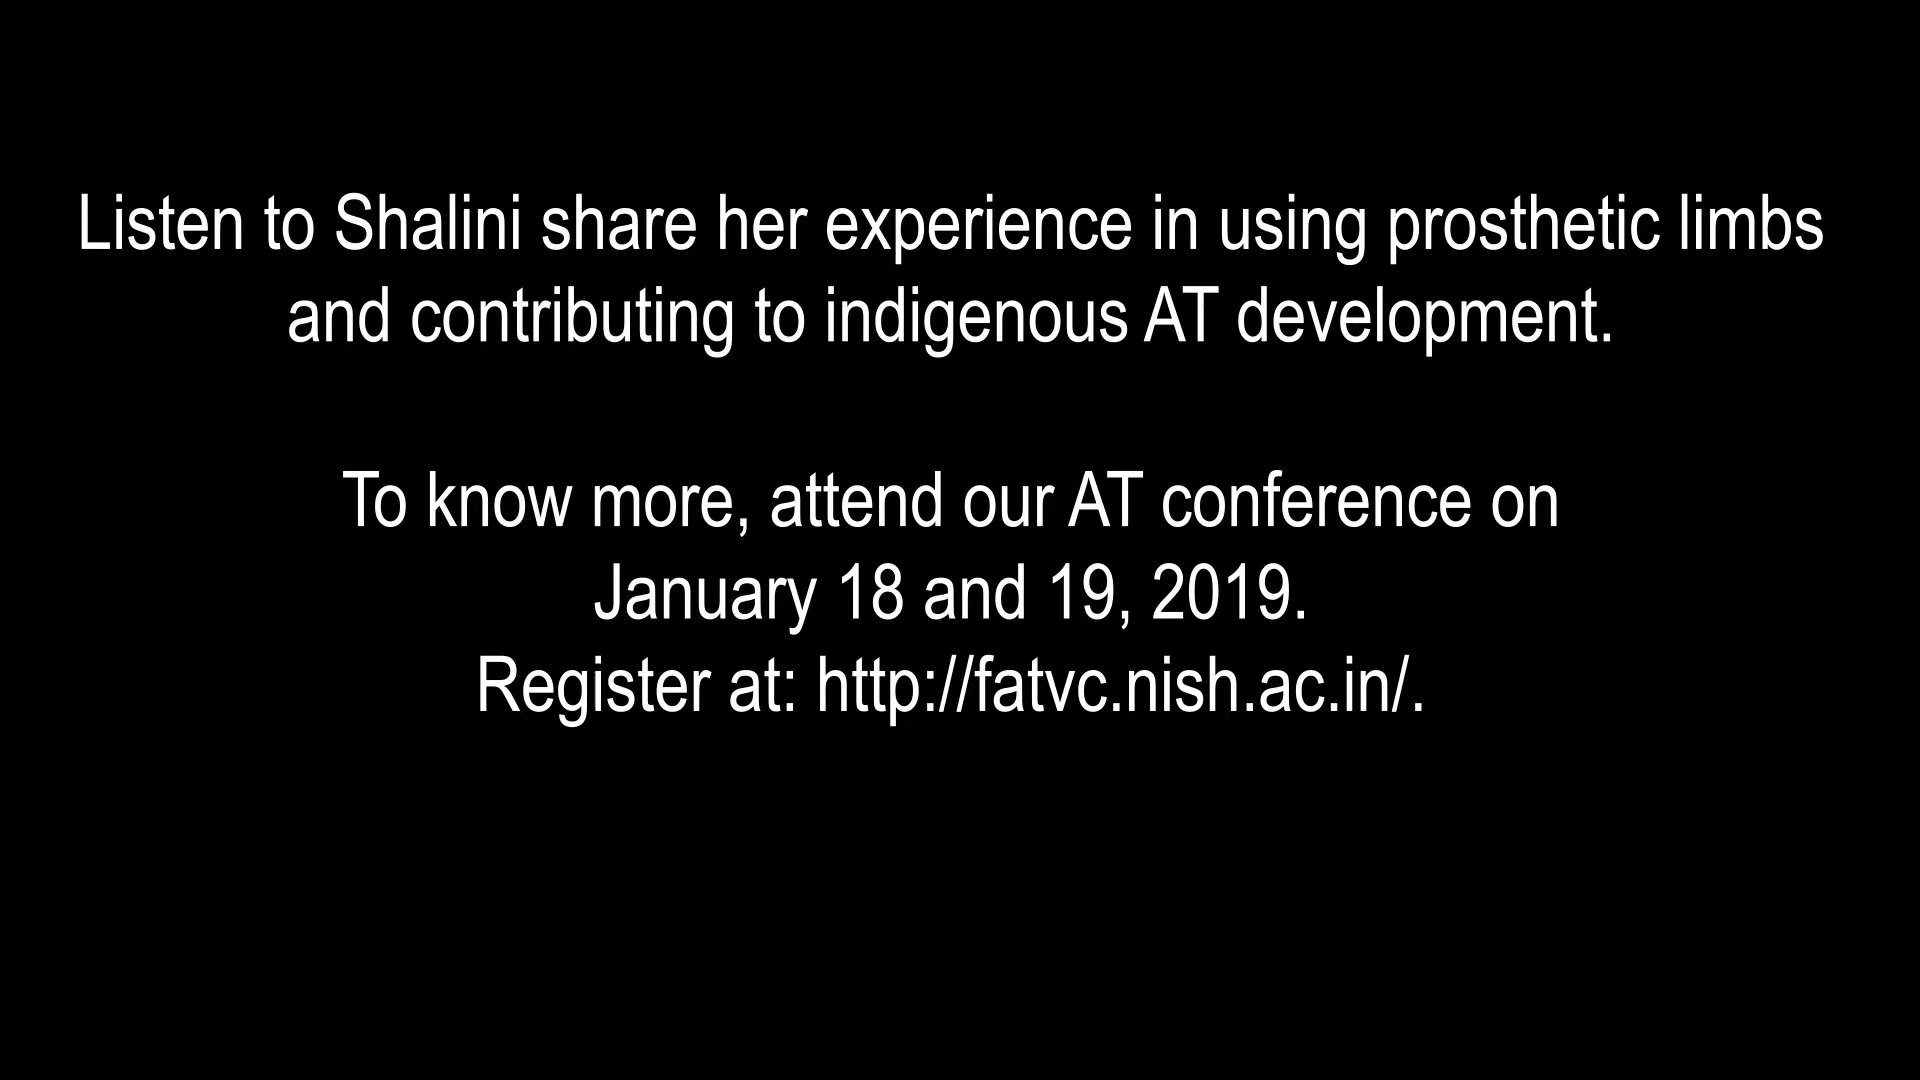 Listen to Shalini share her experience in using prosthetic limbs
and contributing to indigenous AT development.
To know more, attend our AT conference on
January 18 and 19, 2019.
Register at: http://fatvc.nish.ac.in/.